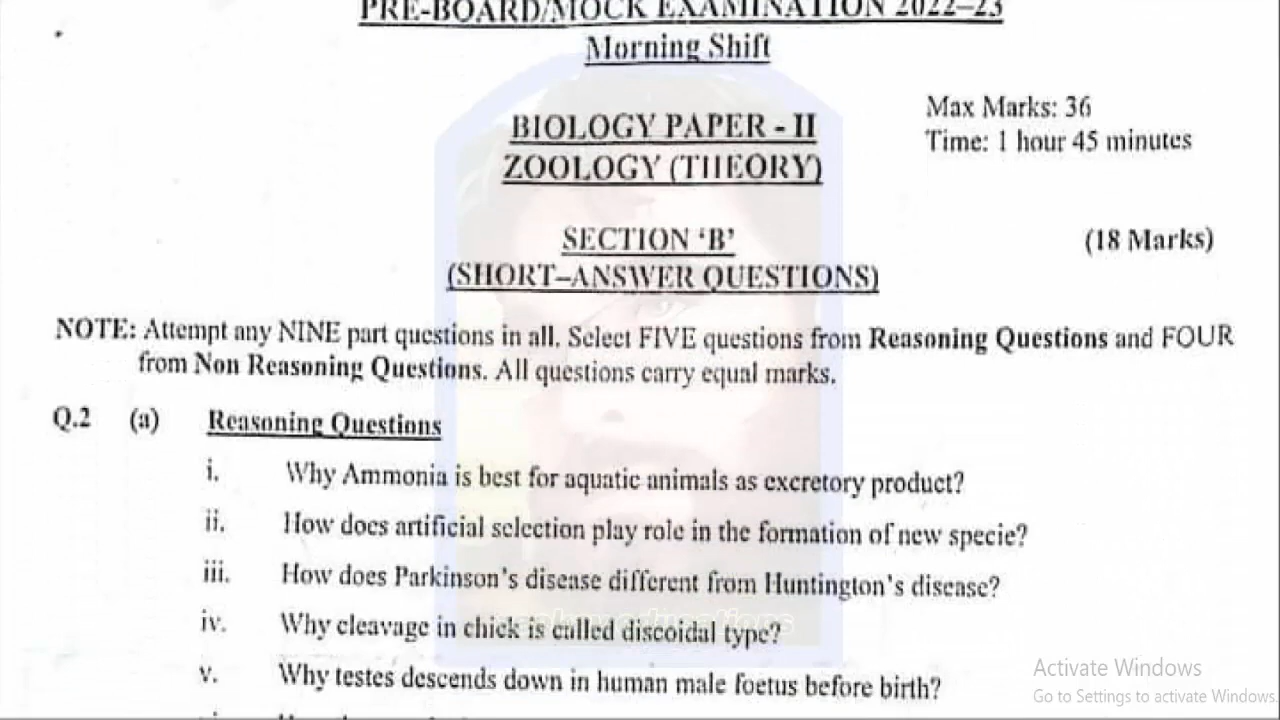 PRE-BOARD/MOCK EXAMINATION 2022–23
Morning Shift
Max Marks: 36
BIOLOGY PAPER - II
Time: 1 hour 45 minutes
ZOOLOGY (THEORY)
SECTION ‘B’
(18 Marks)
(SHORT–ANSWER QUESTIONS)
NOTE: Attempt any NINE part questions in all. Select FIVE questions from Reasoning Questions and FOUR
from Non Reasoning Questions. All questions carry equal marks.
Q.2 (a) Reasoning Questions
i. Why Ammonia is best for aquatic animals as excretory product?
ii. How does artificial selection play role in the formation of new specie?
iii. How does Parkinson’s disease different from Huntington’s disease?
iv. Why cleavage in chick is called discoidal type?
v. Why testes descends down in human male foetus before birth?
Activate Windows
Go to Settings to activate Windows.